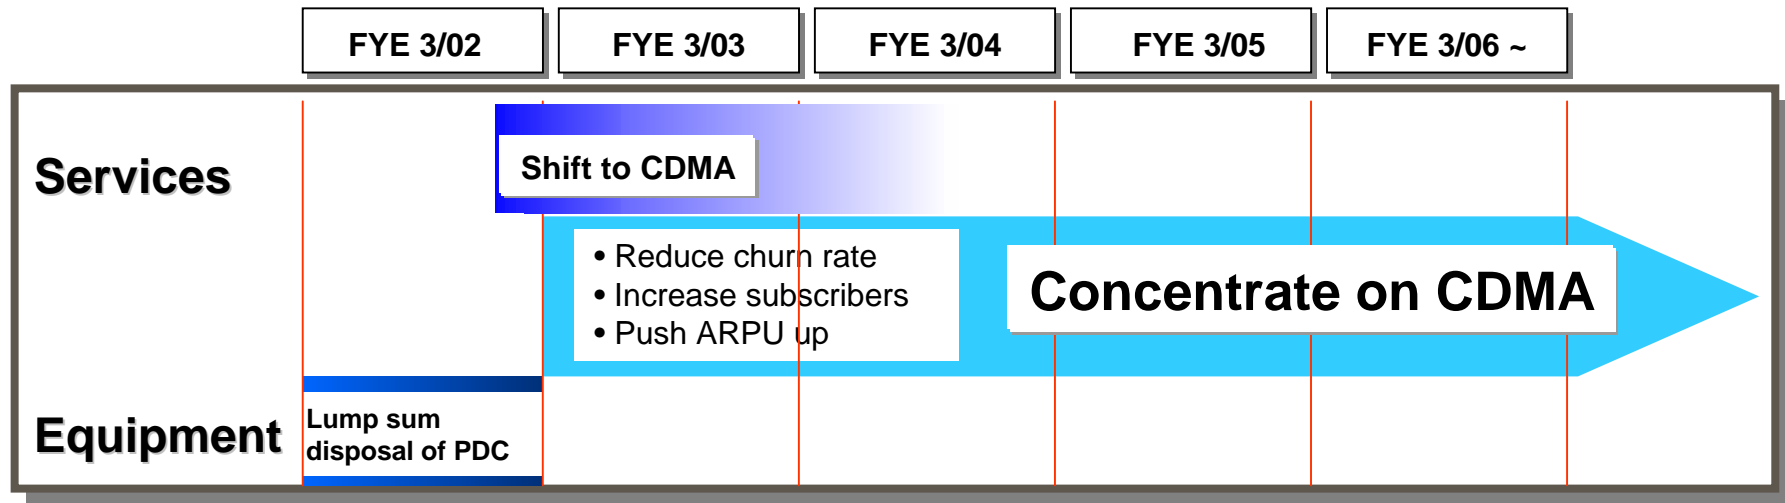 FYE 3/02
FYE 3/03
FYE 3/04
FYE 3/05
FYE 3/06 ~
Services
Shift to CDMA
• Reduce churn rate
• Increase subscribers
• Push ARPU up
Concentrate on CDMA
Equipment
Lump sum
disposal of PDC